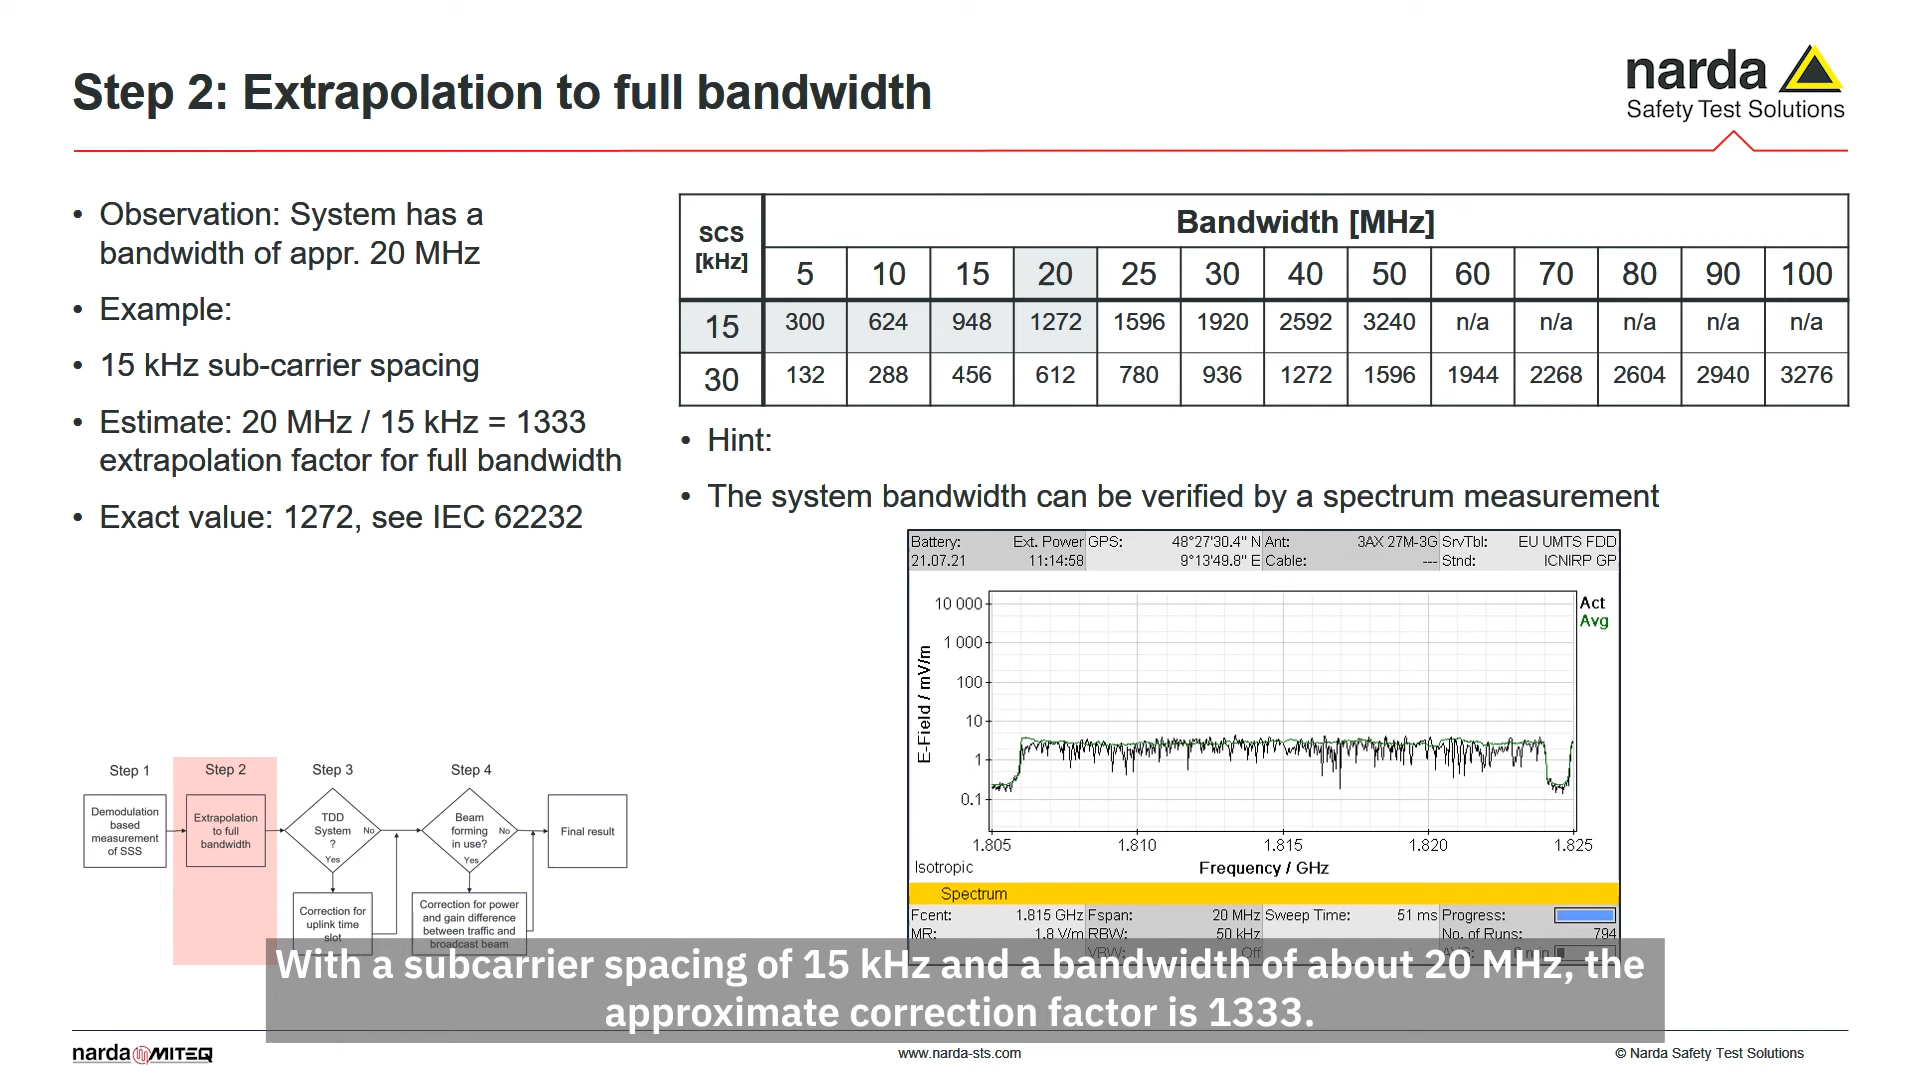 Step 2: Extrapolation to full bandwidth
narda
Safety Test Solutions
• Observation: System has a
bandwidth of appr. 20 MHz
• Example:
• 15 kHz sub-carrier spacing
• Estimate: 20 MHz / 15 kHz = 1333
extrapolation factor for full bandwidth
• Exact value: 1272, see IEC 62232
SCS
[kHz]
Bandwidth [MHz]
5 10 15 20 25 30 40 50 60 70 80 90 100
15 300 624 948 1272 1596 1920 2592 3240 n/a n/a n/a n/a n/a
30 132 288 456 612 780 936 1272 1596 1944 2268 2604 2940 3276
• Hint:
• The system bandwidth can be verified by a spectrum measurement
Battery: Ext. Power GPS: 48°27'30.4" N Ant: 3AX 27M-3G SrvTbl: EU UMTS FDD
21.07.21 11:14:58 9°13'49.8" E Cable: --- Stnd: ICNIRP GP
E-Field / mV/m
10 000
1 000
100
10
1
0.1
Act
Avg
1.805 1.810 1.815 1.820 1.825
Isotropic
Frequency / GHz
Spectrum
Fcent: 1.815 GHz Fspan: 20 MHz Sweep Time: 51 ms Progress:
MR: 1.8 V/m RBW: 50 kHz No. of Runs: 794
VBW: Off
Step 1
Step 2
Step 3
Step 4
Demodulation
based
measurement
of SSS
Extrapolation
to full
bandwidth
TDD
System
?
No
Yes
Beam
forming
in use?
No
Yes
Final result
Correction for
uplink time
slot
Correction for power
and gain difference
between traffic and
broadcast beam
With a subcarrier spacing of 15 kHz and a bandwidth of about 20 MHz, the
approximate correction factor is 1333.
narda MITEQ
www.narda-sts.com
© Narda Safety Test Solutions